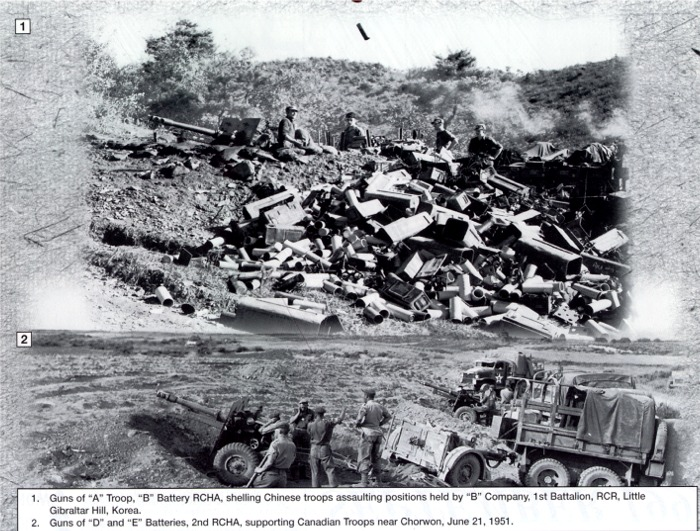 1
2
1. Guns of “A” Troop, “B” Battery RCHA, shelling Chinese troops assaulting positions held by “B” Company, 1st Battalion, RCR, Little
Gibraltar Hill, Korea.
2. Guns of “D” and “E” Batteries, 2nd RCHA, supporting Canadian Troops near Chorwon, June 21, 1951.